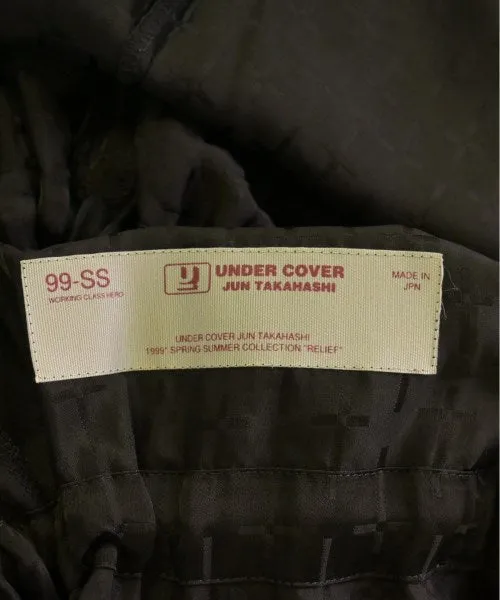 99-SS
WORKING CLASS HERO
UNDER COVER
JUN TAKAHASHI
MADE IN
JPN
UNDER COVER JUN TAKAHASHI
1999' SPRING SUMMER COLLECTION "RELIEF"